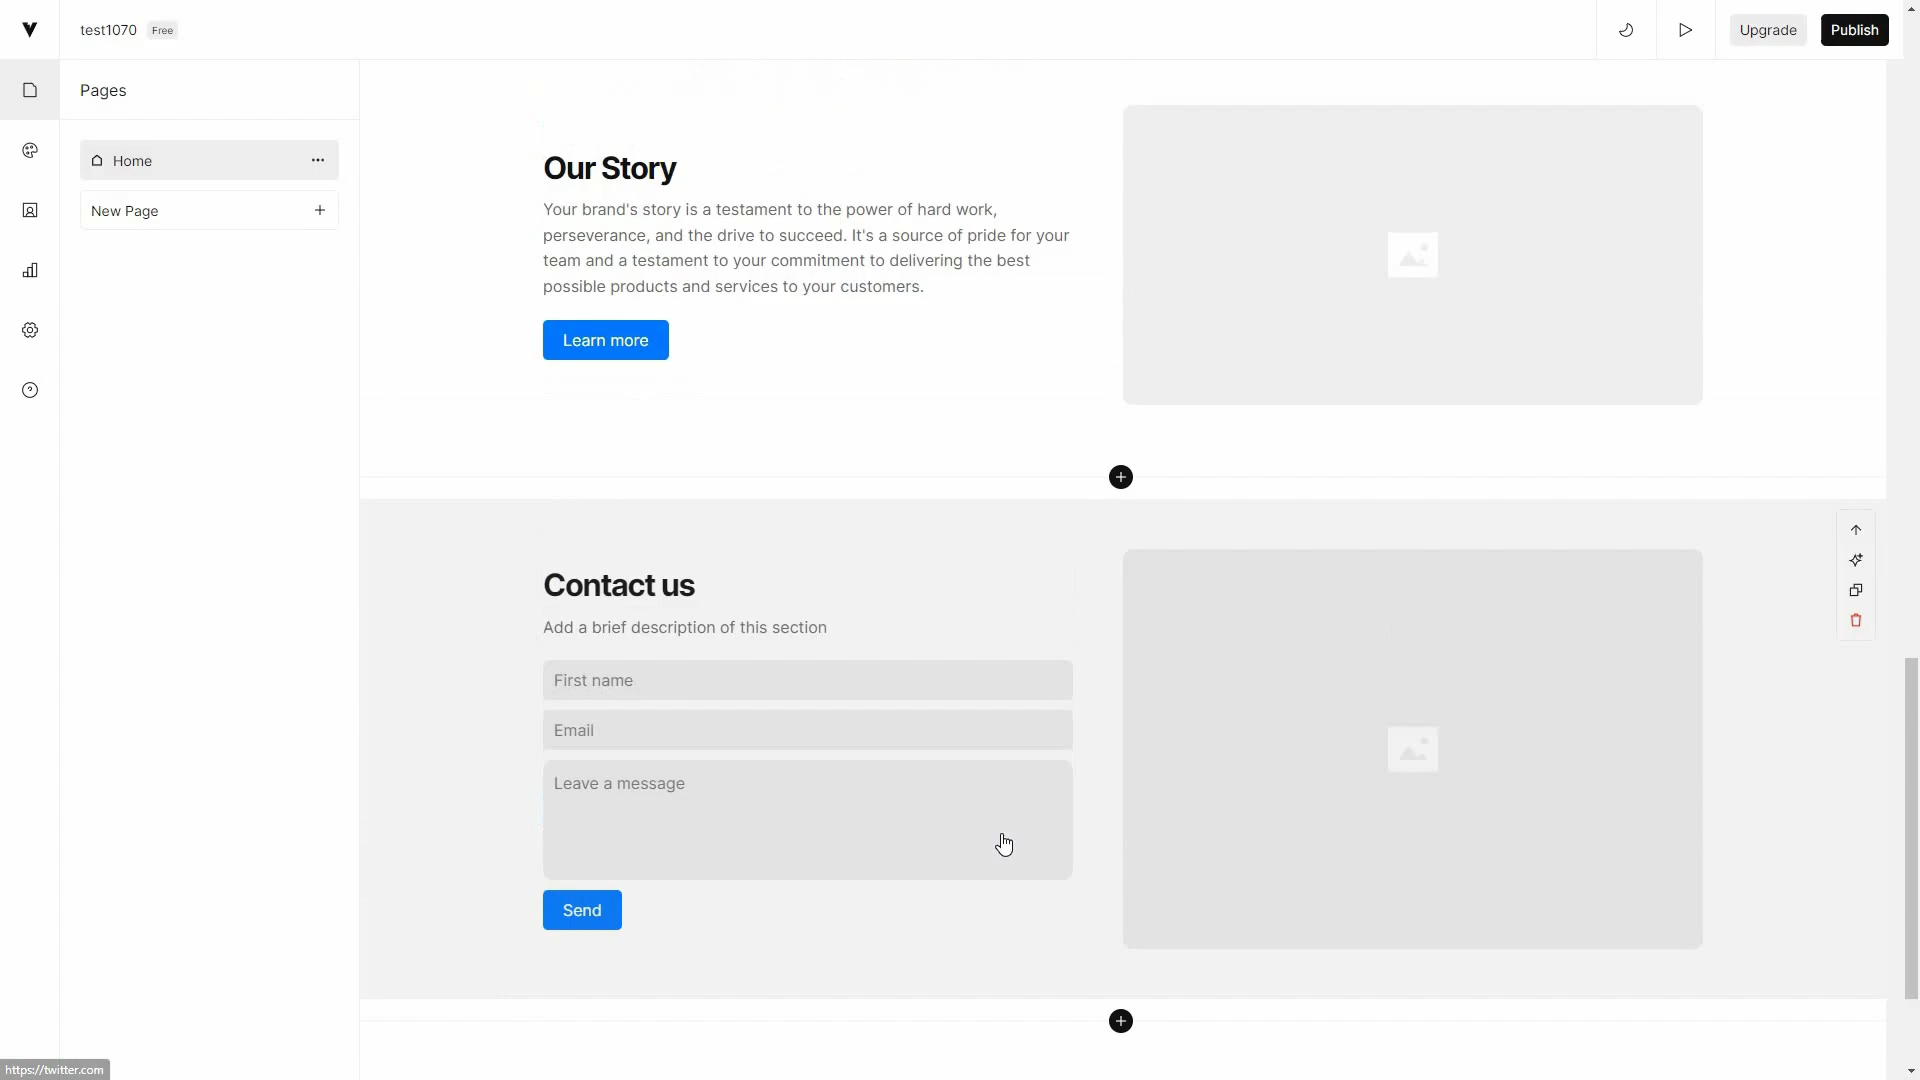 test1070 Free
Upgrade
Publish
Pages
Home
New Page
Our Story
Your brand's story is a testament to the power of hard work,
perseverance, and the drive to succeed. It's a source of pride for your
team and a testament to your commitment to delivering the best
possible products and services to your customers.
Learn more
Contact us
Add a brief description of this section
First name
Email
Leave a message
Send
https://twitter.com